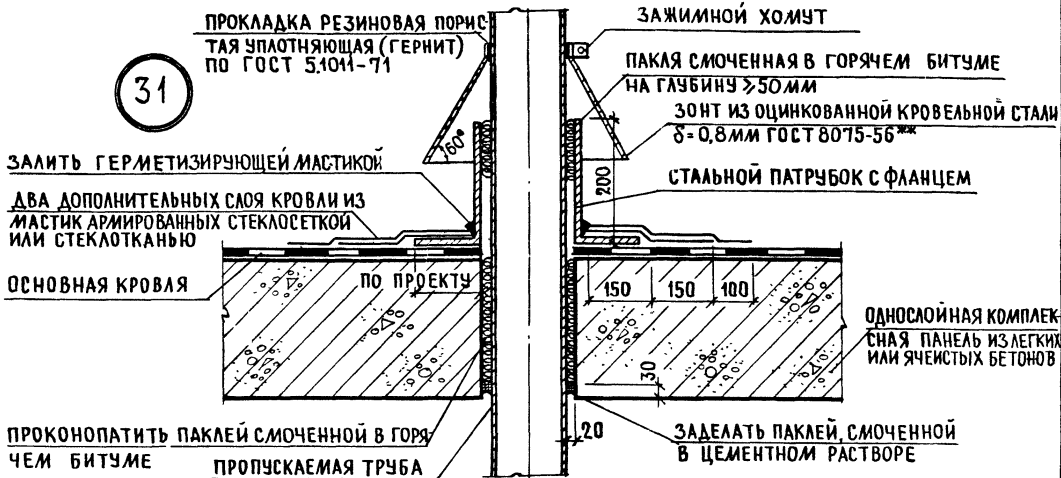 ПРОКЛАДКА РЕЗИНОВАЯ ПОРИС-
ТАЯ УПЛОТНЯЮЩАЯ (ГЕРНИТ)
ПО ГОСТ 5.1011-71
31
ЗАЖИМНОЙ ХОМУТ
ПАКЛЯ СМОЧЕННАЯ В ГОРЯЧЕМ БИТУМЕ
НА ГЛУБИНУ ⩾50ММ
ЗОНТ ИЗ ОЦИНКОВАННОЙ КРОВЕЛЬНОЙ СТАЛИ
δ=0,8ММ ГОСТ 8075-56**
60°
200
СТАЛЬНОЙ ПАТРУБОК С ФЛАНЦЕМ
ЗАЛИТЬ ГЕРМЕТИЗИРУЮЩЕЙ МАСТИКОЙ
ДВА ДОПОЛНИТЕЛЬНЫХ СЛОЯ КРОВЛИ ИЗ
МАСТИК АРМИРОВАННЫХ СТЕКЛОСЕТКОЙ
ИЛИ СТЕКЛОТКАНЬЮ
ОСНОВНАЯ КРОВЛЯ
ПО ПРОЕКТУ
150 150 100
ОДНОСЛОЙНАЯ КОМПЛЕК-
СНАЯ ПАНЕЛЬ ИЗ ЛЕГКИХ
ИЛИ ЯЧЕИСТЫХ БЕТОНОВ
30
20
ПРОКОНОПАТИТЬ ПАКЛЕЙ СМОЧЕННОЙ В ГОРЯ-
ЧЕМ БИТУМЕ
ПРОПУСКАЕМАЯ ТРУБА
ЗАДЕЛАТЬ ПАКЛЕЙ, СМОЧЕННОЙ
В ЦЕМЕНТНОМ РАСТВОРЕ